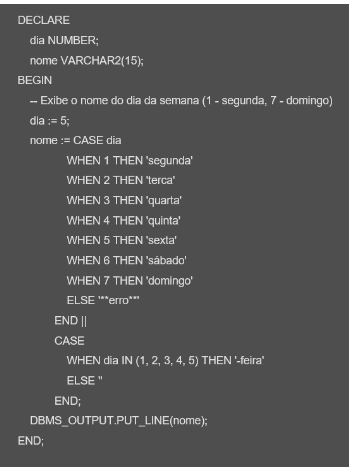 DECLARE
dia NUMBER;
nome VARCHAR2(15);
BEGIN
-- Exibe o nome do dia da semana (1 - segunda, 7 - domingo)
dia := 5;
nome := CASE dia
WHEN 1 THEN 'segunda'
WHEN 2 THEN 'terca'
WHEN 3 THEN 'quarta'
WHEN 4 THEN 'quinta'
WHEN 5 THEN 'sexta'
WHEN 6 THEN 'sábado'
WHEN 7 THEN 'domingo'
ELSE '**erro**'
END ||
CASE
WHEN dia IN (1, 2, 3, 4, 5) THEN '-feira'
ELSE ''
END;
DBMS_OUTPUT.PUT_LINE(nome);
END;